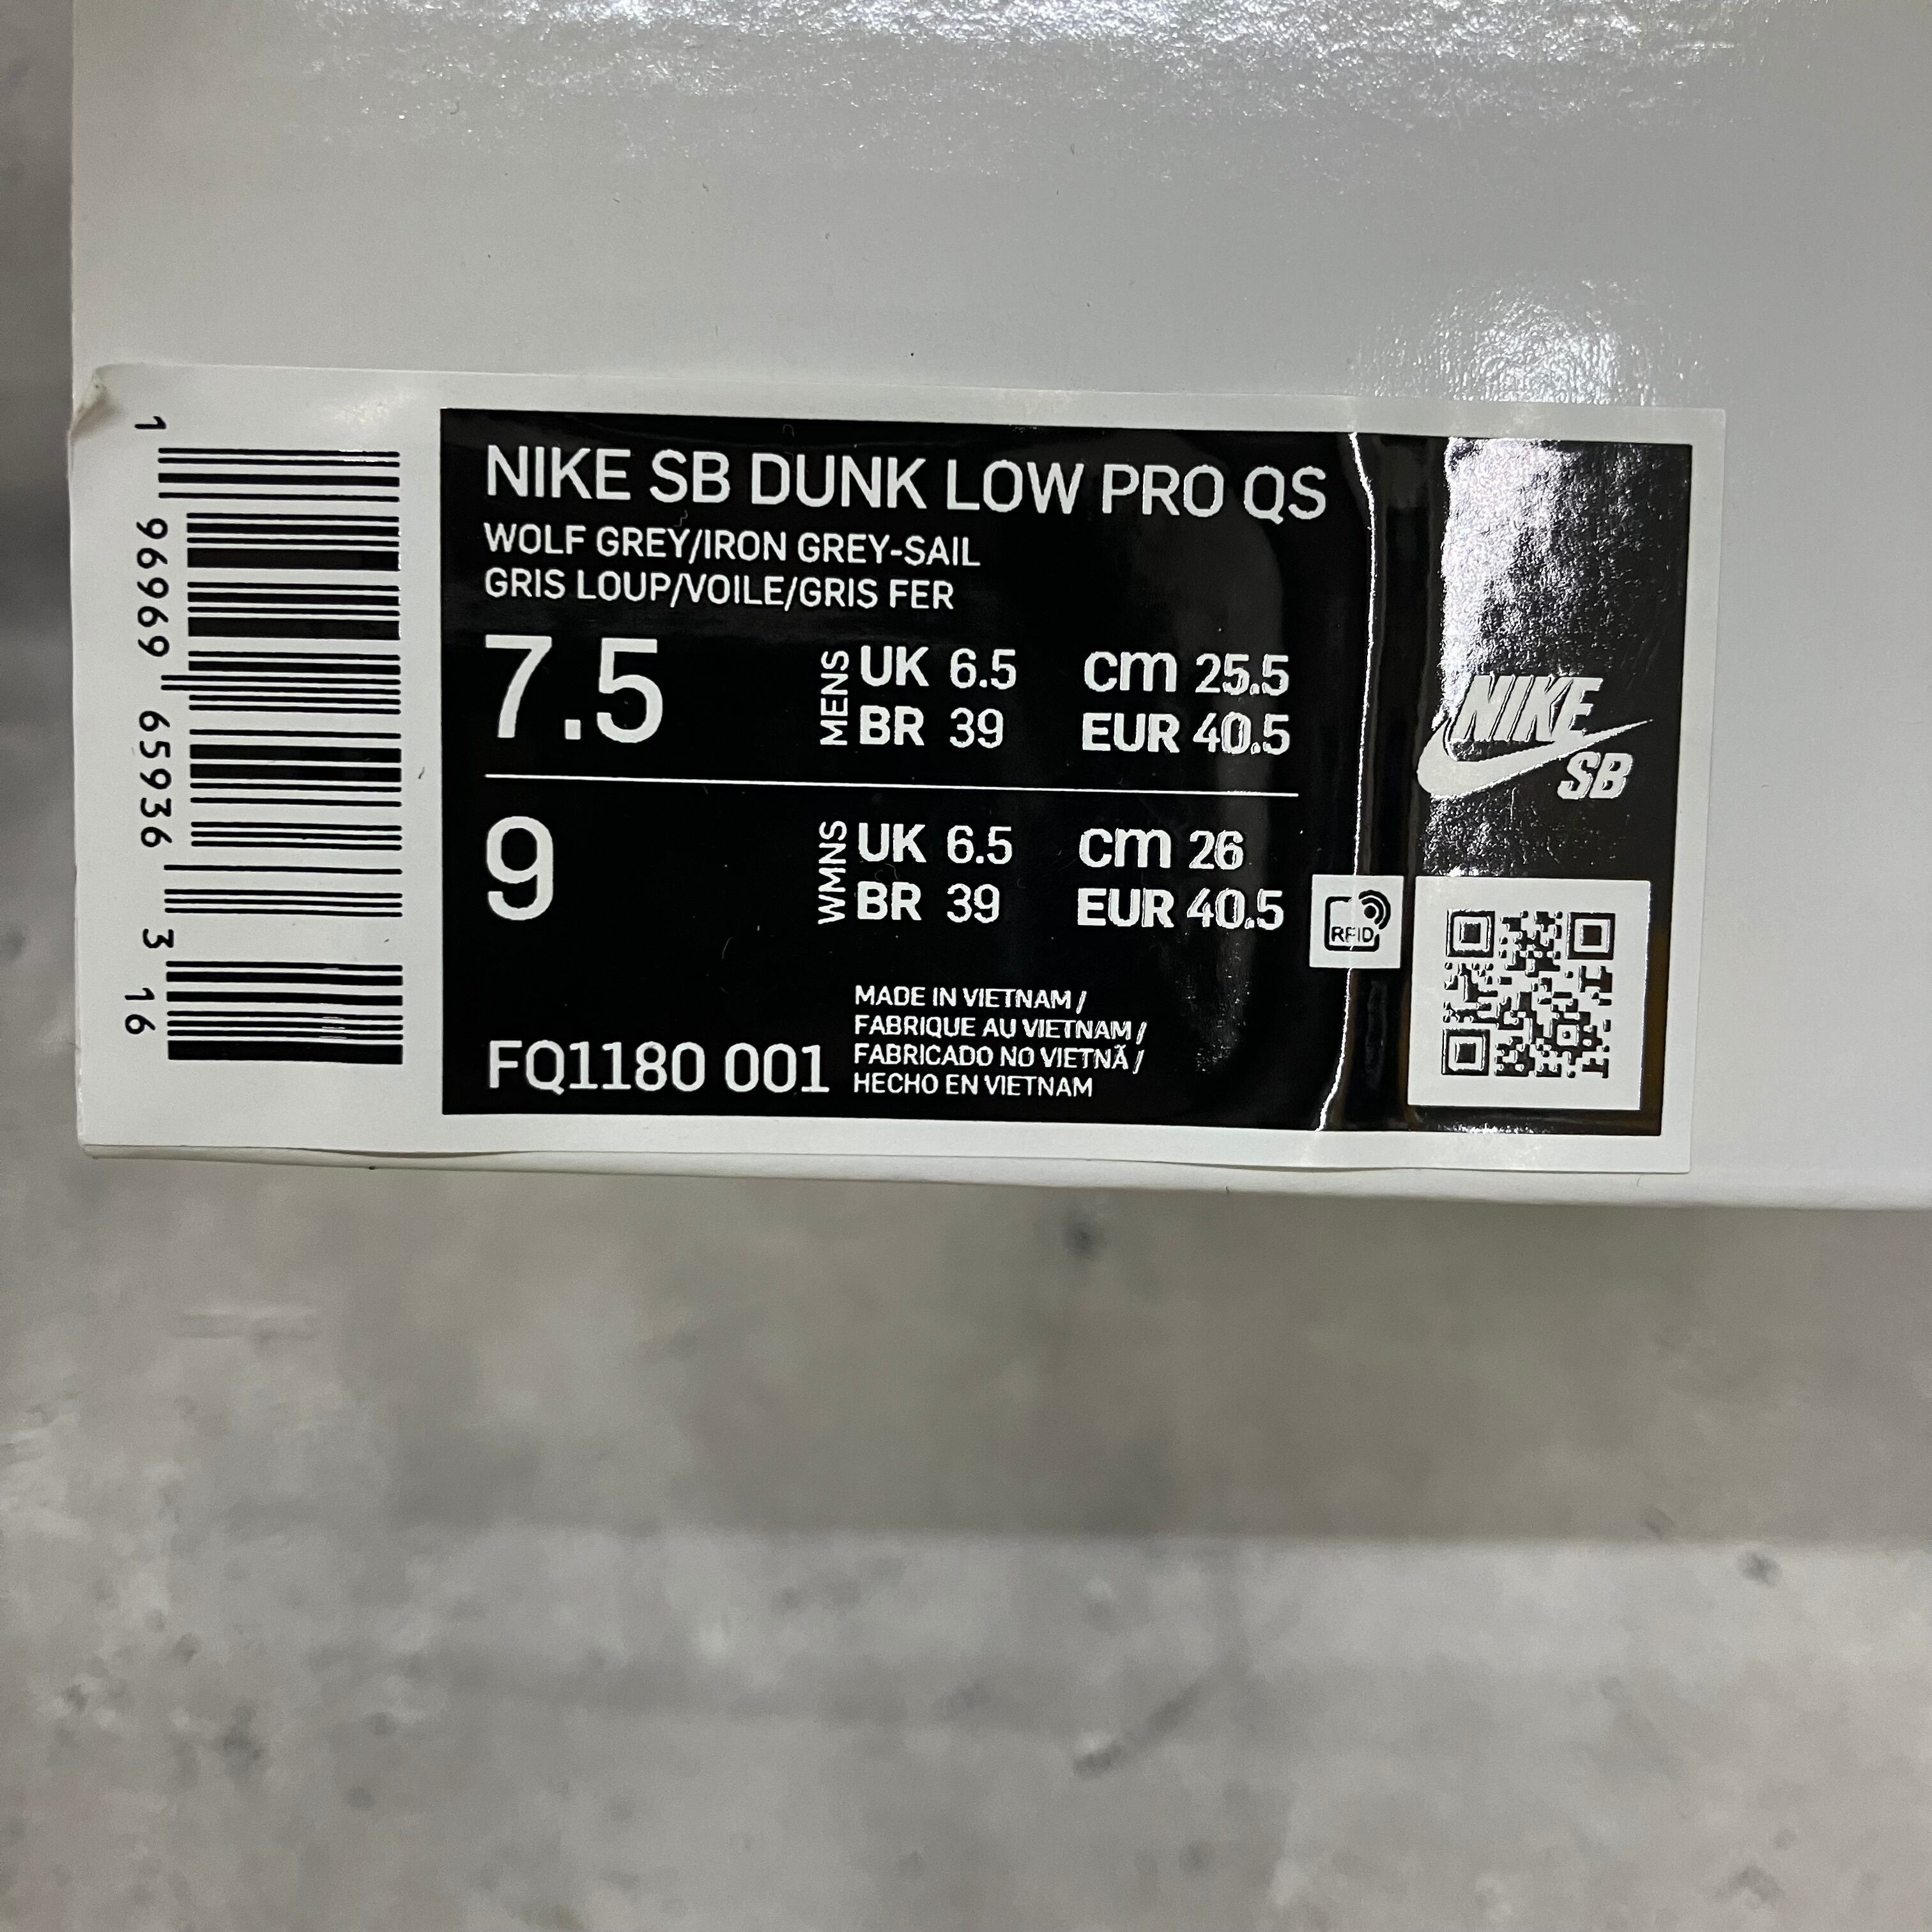 1 96969 65936 3 16
NIKE SB DUNK LOW PRO QS
WOLF GREY/IRON GREY-SAIL
GRIS LOUP/VOILE/GRIS FER
7.5
MENS
UK 6.5 cm 25.5
BR 39 EUR 40.5
9
WMNS
UK 6.5 cm 26
BR 39 EUR 40.5
FQ1180 001
MADE IN VIETNAM /
FABRIQUE AU VIETNAM /
FABRICADO NO VIETNÃ /
HECHO EN VIETNAM
NIKE
SB
RFID